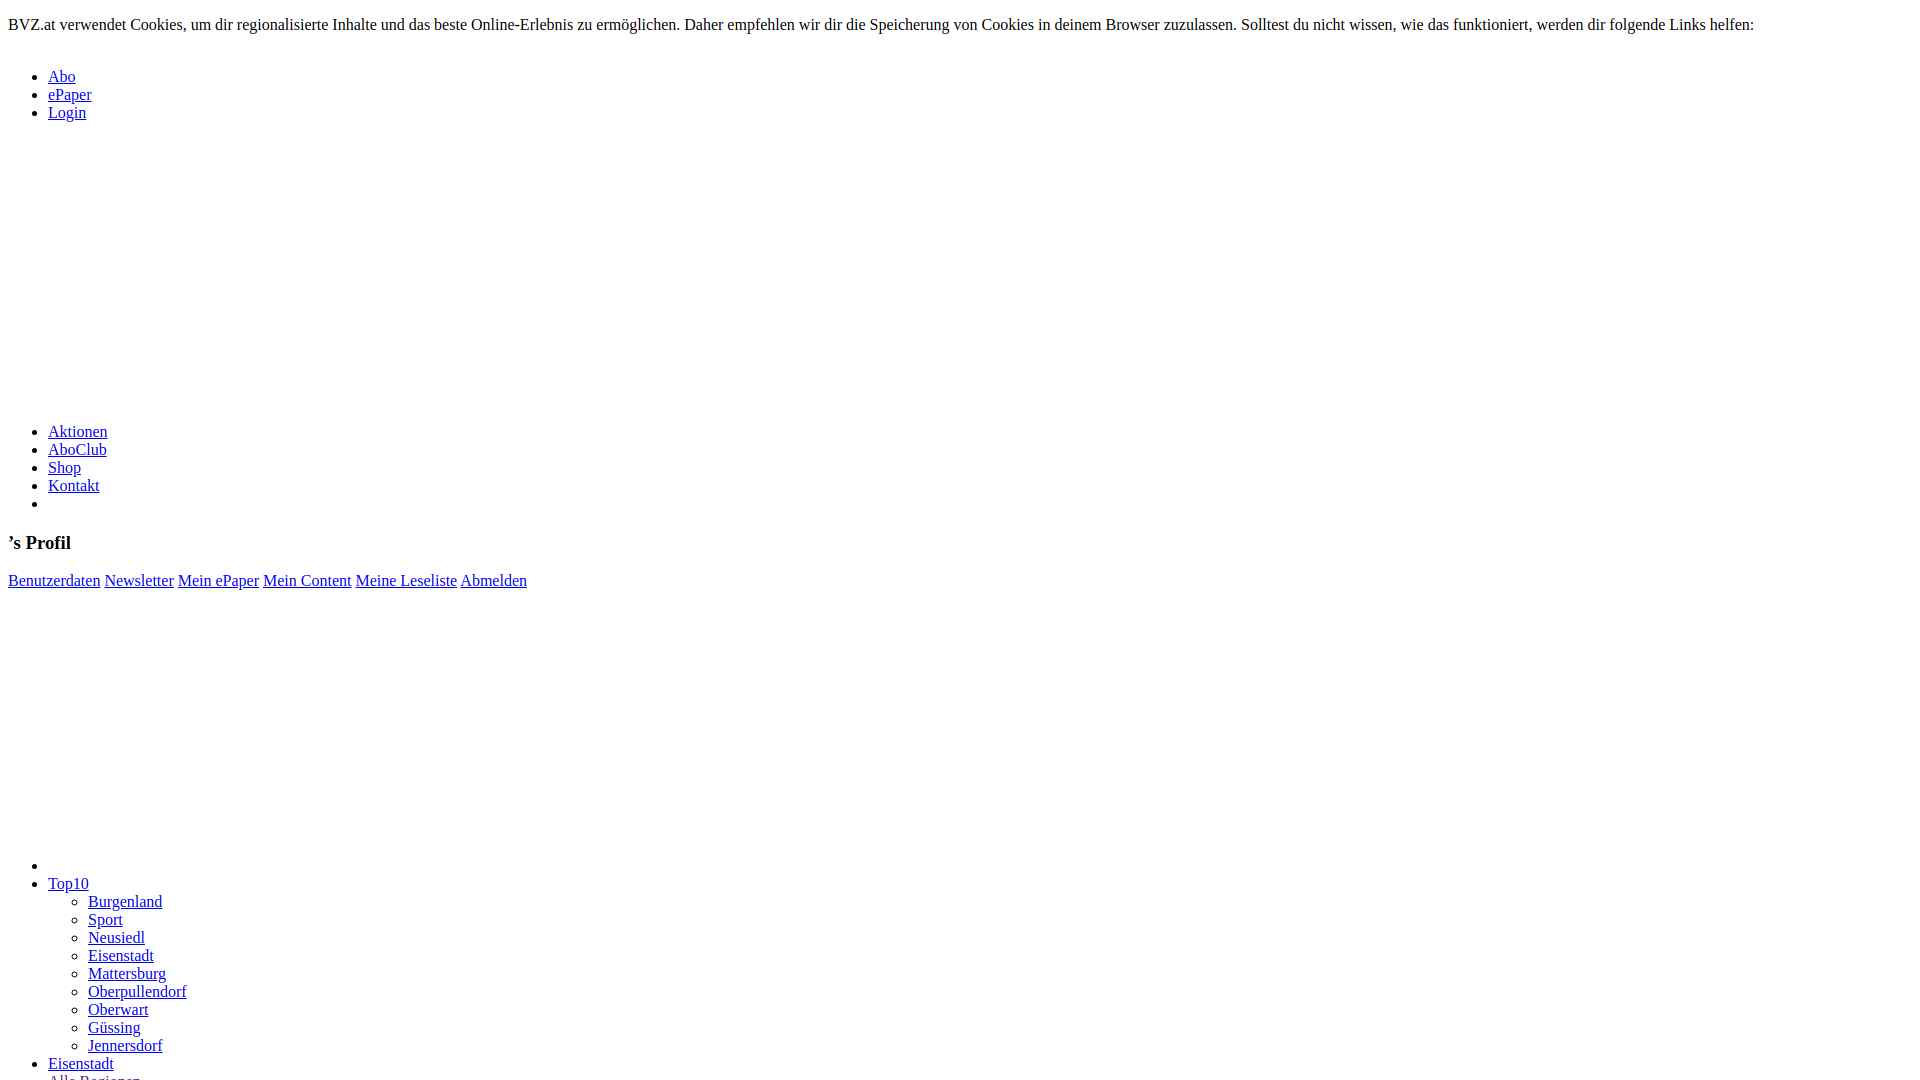 BVZ.at verwendet Cookies, um dir regionalisierte Inhalte und das beste Online-Erlebnis zu ermöglichen. Daher empfehlen wir dir die Speicherung von Cookies in deinem Browser zuzulassen. Solltest du nicht wissen, wie das funktioniert, werden dir folgende Links helfen:
Abo
ePaper
Login
Aktionen
AboClub
Shop
Kontakt
’s Profil
Benutzerdaten Newsletter Mein ePaper Mein Content Meine Leseliste Abmelden
Top10
Burgenland
Sport
Neusiedl
Eisenstadt
Mattersburg
Oberpullendorf
Oberwart
Güssing
Jennersdorf
Eisenstadt
Alle Regionen